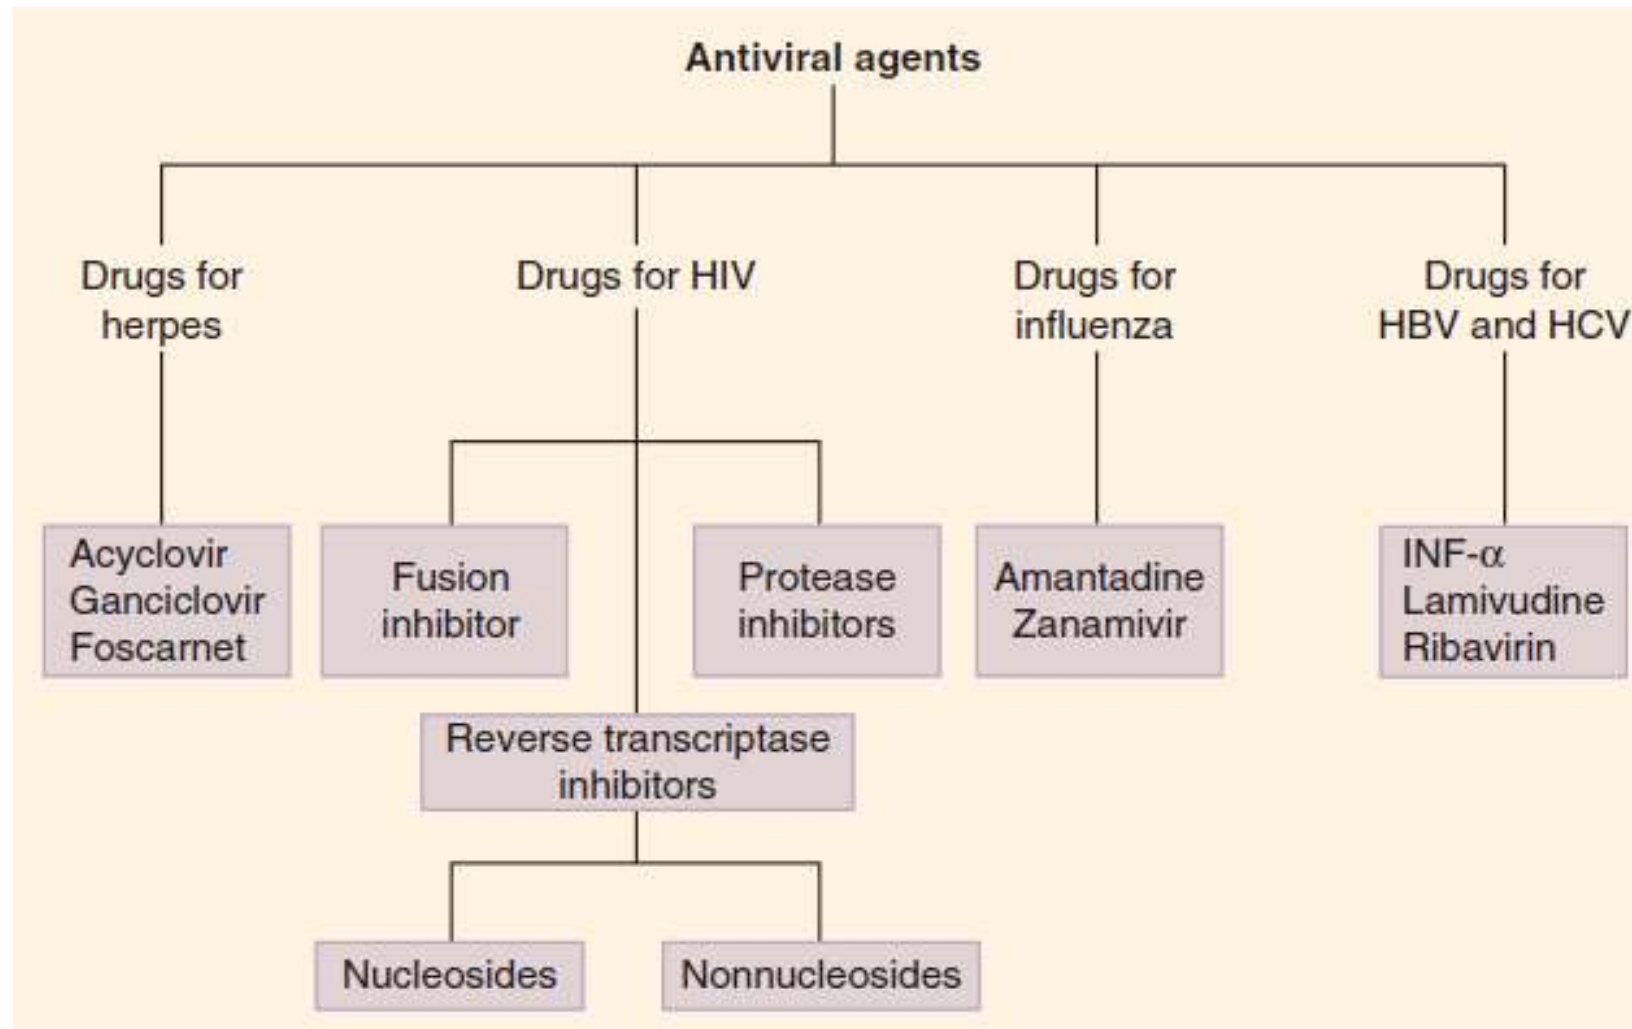 Antiviral agents
Drugs for
herpes
Drugs for HIV
Drugs for
influenza
Drugs for
HBV and HCV
Acyclovir
Ganciclovir
Foscarnet
Fusion
inhibitor
Protease
inhibitors
Amantadine
Zanamivir
INF-α
Lamivudine
Ribavirin
Reverse transcriptase
inhibitors
Nucleosides
Nonnucleosides